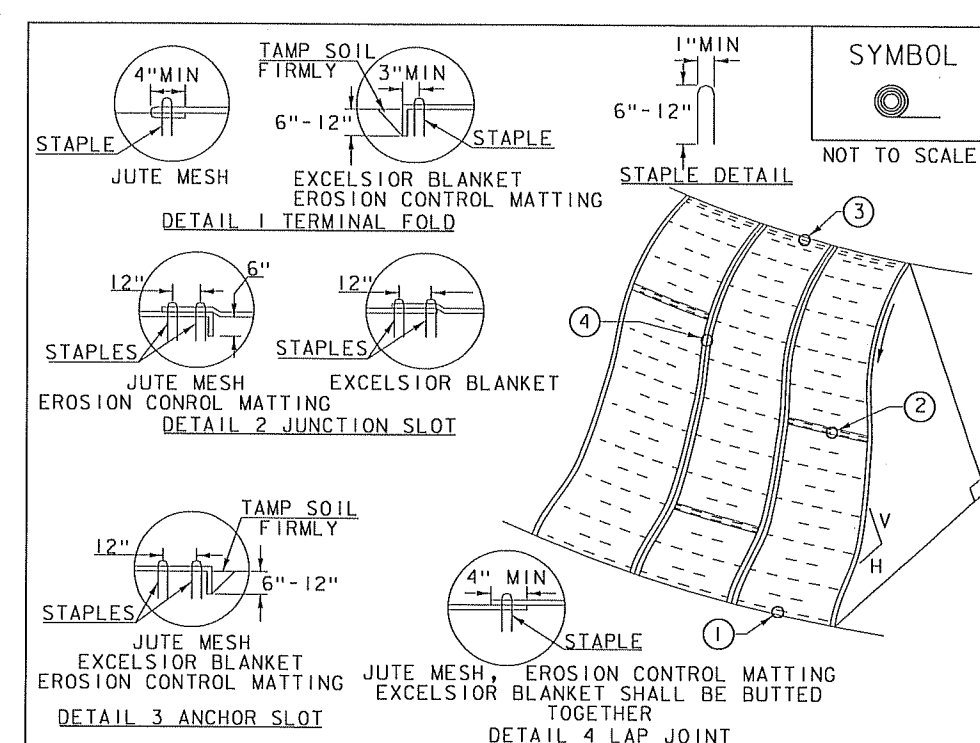 4"MIN
STAPLE
JUTE MESH
TAMP SOIL
FIRMLY
3"MIN
6"-12"
STAPLE
EXCELSIOR BLANKET
EROSION CONTROL MATTING
DETAIL 1 TERMINAL FOLD
1"MIN
6"-12"
STAPLE DETAIL
SYMBOL
NOT TO SCALE
12"
6"
STAPLES
JUTE MESH
EROSION CONROL MATTING
12"
STAPLES
EXCELSIOR BLANKET
DETAIL 2 JUNCTION SLOT
3
4
2
V
H
1
TAMP SOIL
FIRMLY
12"
6"-12"
STAPLES
JUTE MESH
EXCELSIOR BLANKET
EROSION CONTROL MATTING
DETAIL 3 ANCHOR SLOT
4" MIN
STAPLE
JUTE MESH, EROSION CONTROL MATTING
EXCELSIOR BLANKET SHALL BE BUTTED
TOGETHER
DETAIL 4 LAP JOINT